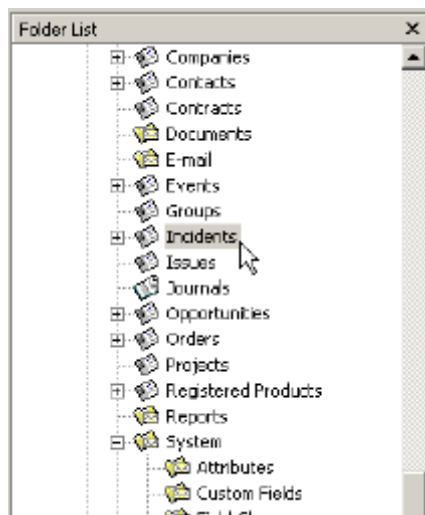 Folder List
Companies
Contacts
Contracts
Documents
E-mail
Events
Groups
Incidents
Issues
Journals
Opportunities
Orders
Projects
Registered Products
Reports
System
Attributes
Custom Fields